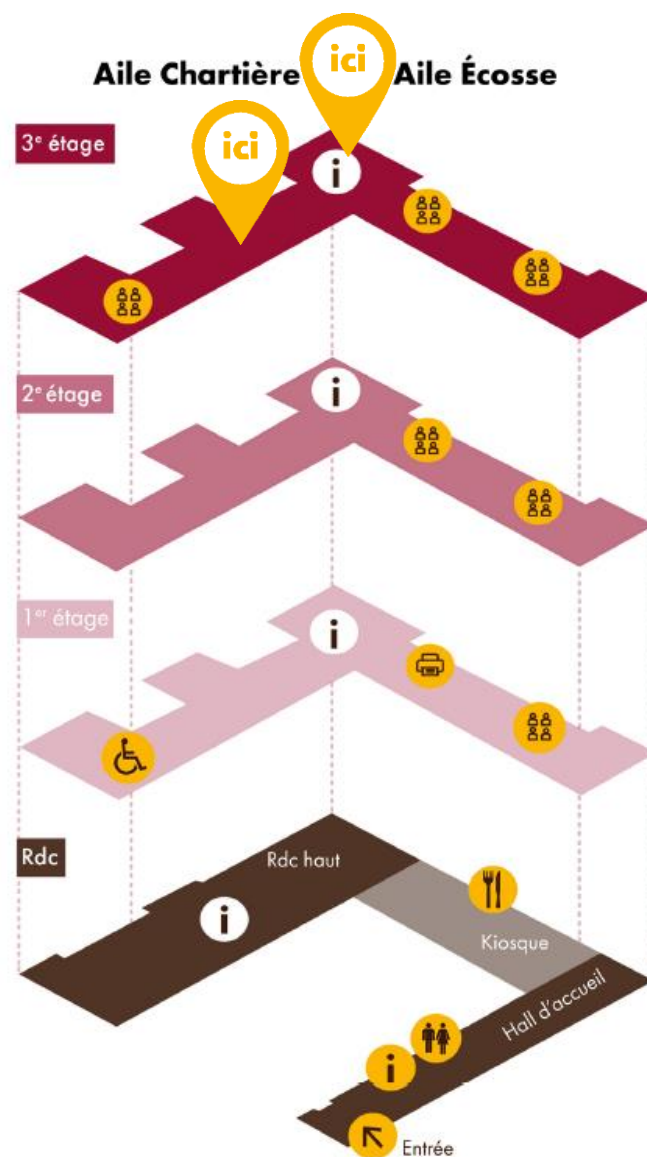 ici
Aile Chartière Aile Écosse
3e étage
ici
i
2e étage
i
1er étage
i
Rdc
Rdc haut
i
Kiosque
Hall d'accueil
i
Entrée